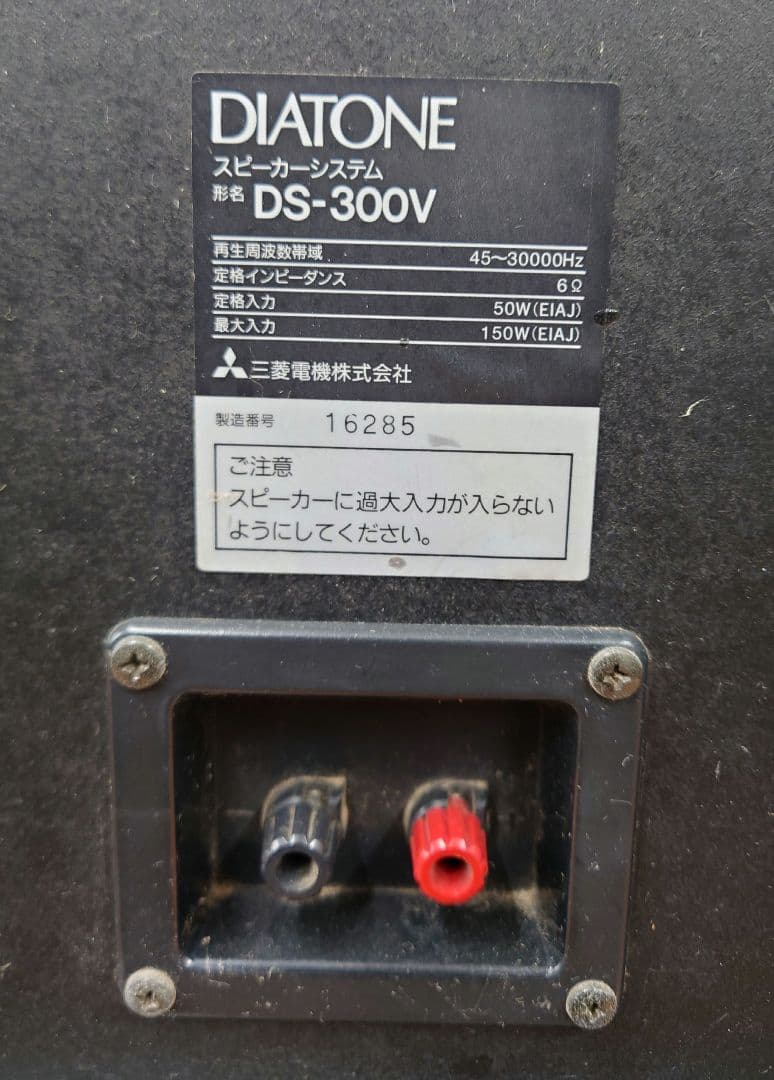 DIATONE
スピーカーシステム
形名 DS-300V
再生周波数帯域 45〜30000Hz
定格インピーダンス 6Ω
定格入力 50W(EIAJ)
最大入力 150W(EIAJ)
三菱電機株式会社
製造番号 16285
ご注意
スピーカーに過大入力が入らない
ようにしてください。